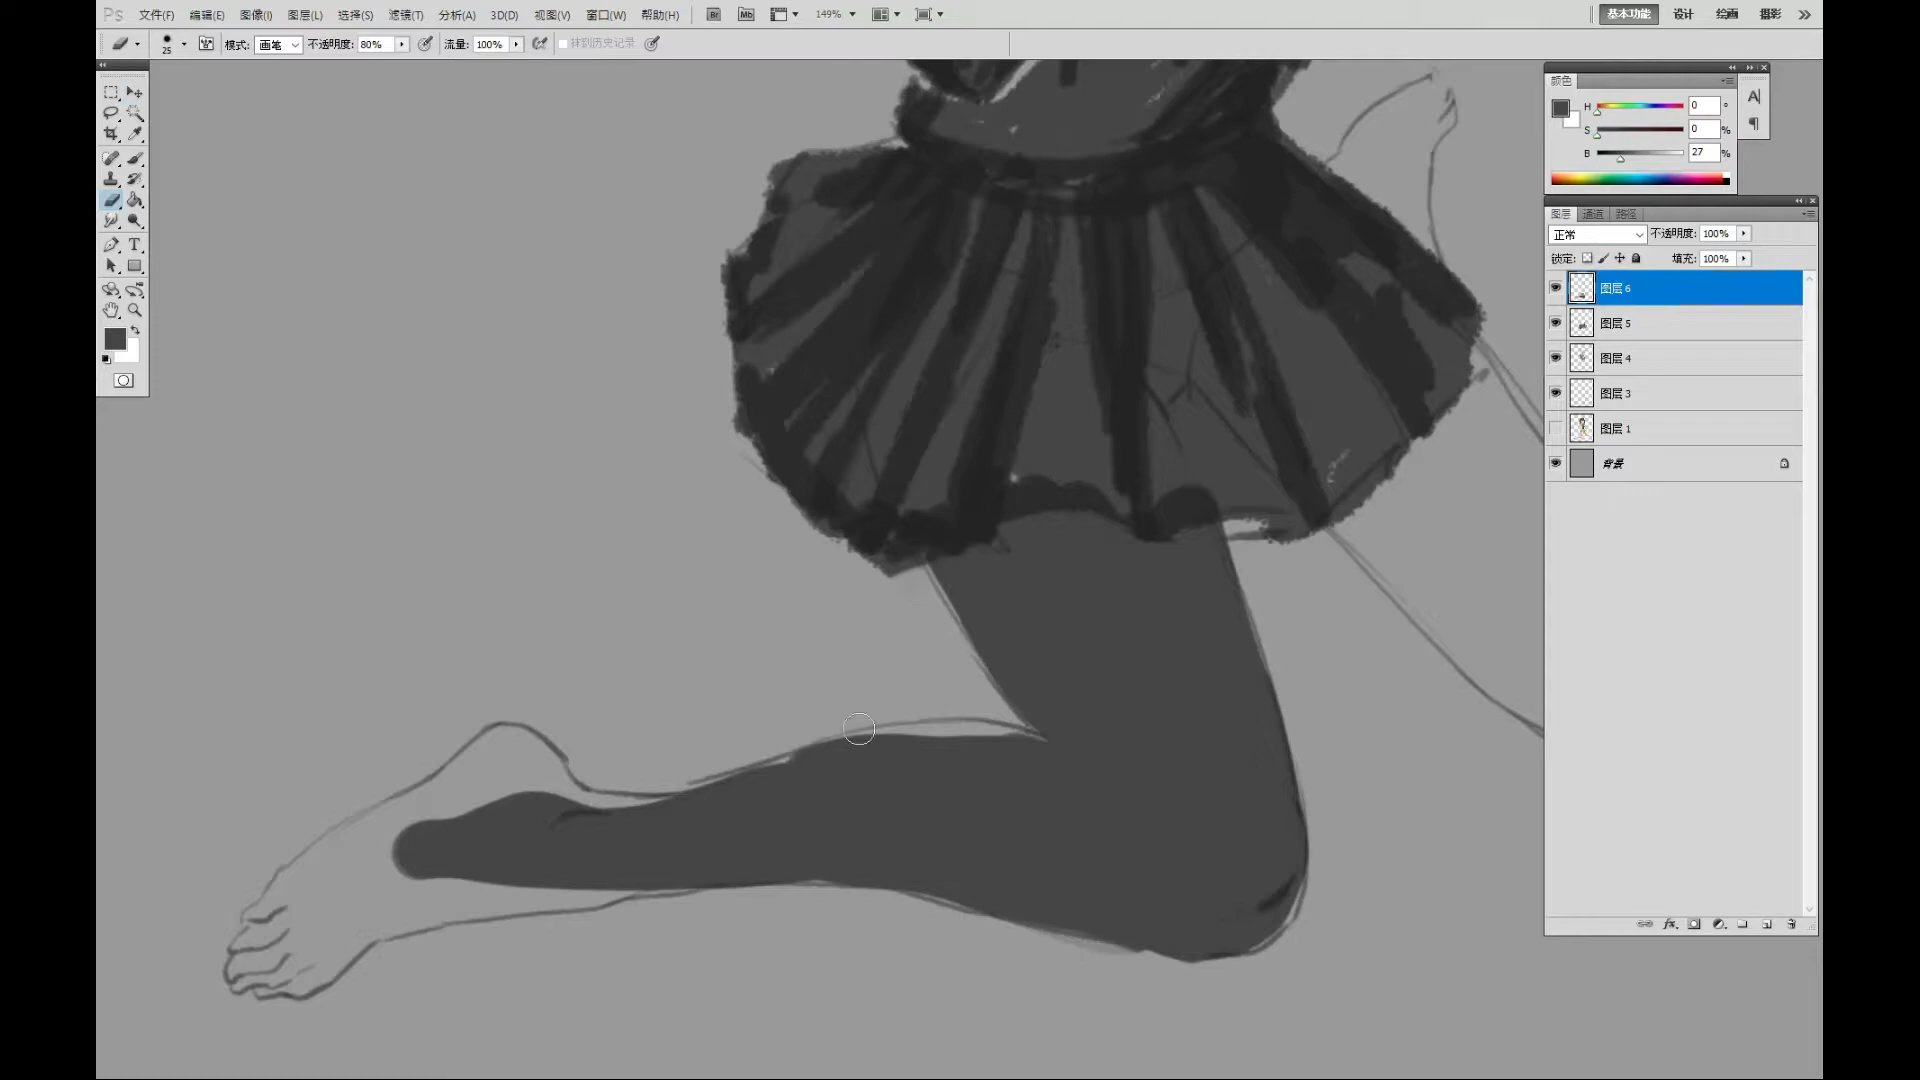 Ps 文件(F) 编辑(E) 图像(I) 图层(L) 选择(S) 滤镜(T) 分析(A) 3D(D) 视图(V) 窗口(W) 帮助(H) Br Mb 149% 基本功能 设计 绘画 摄影
25 模式: 画笔 不透明度: 80% 流量: 100% 抹到历史记录
颜色
H 0 °
S 0 %
B 27 %
图层 通道 路径
正常 不透明度: 100%
锁定: 填充: 100%
图层 6
图层 5
图层 4
图层 3
图层 1
背景